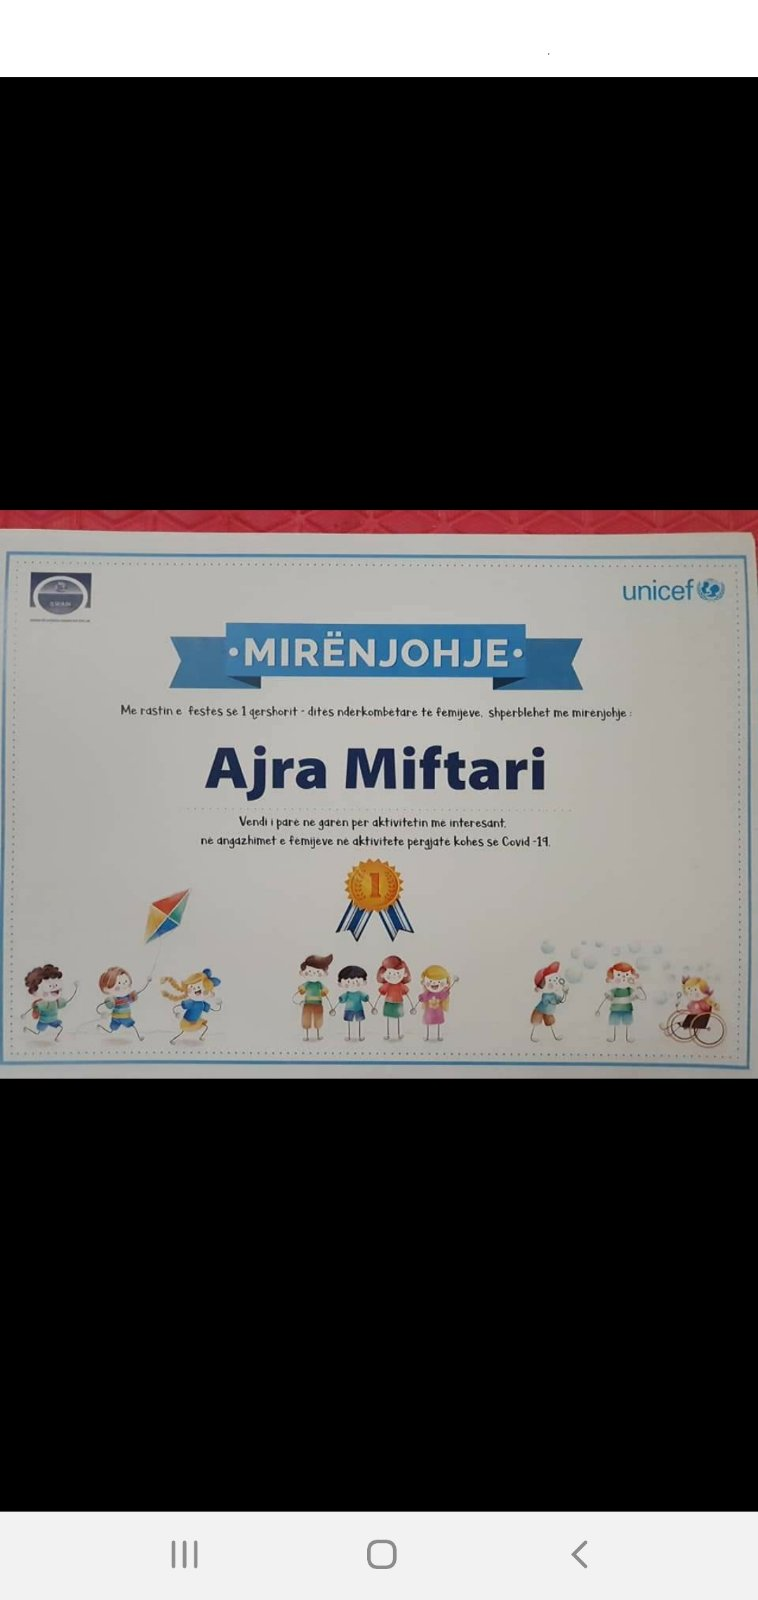 unicef
MIRËNJOHJE
Me rastin e festes se 1 qershorit - dites nderkombetare te femijeve, shperblehet me mirenjohje :
Ajra Miftari
Vendi i pare ne garen per aktivitetin me interesant,
ne angazhimet e femijeve ne aktivitete pergjate kohes se Covid -19.
1